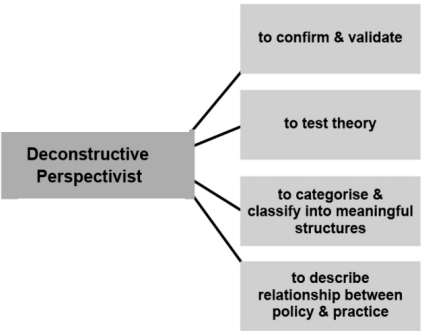 to confirm & validate
to test theory
Deconstructive
Perspectivist
to categorise &
classify into meaningful
structures
to describe
relationship between
policy & practice